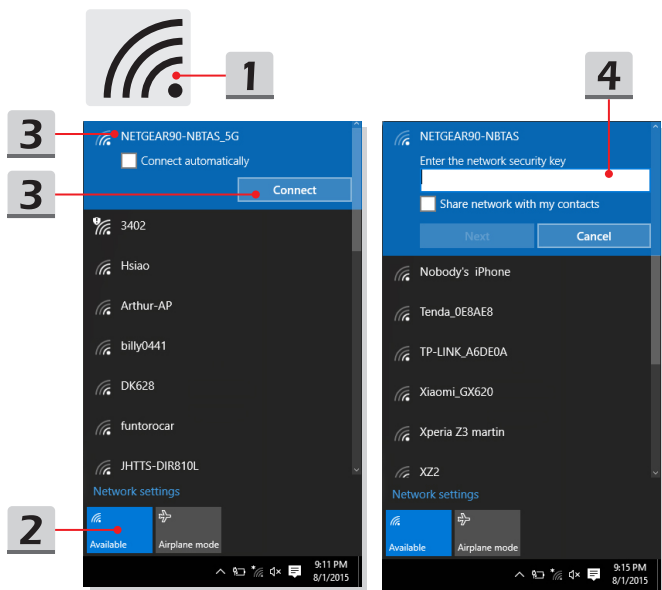 1
3
NETGEAR90-NBTAS_5G
Connect automatically
3
Connect
3402
Hsiao
Arthur-AP
billy0441
DK628
funtorocar
JHTTS-DIR810L
Network settings
2
Available
Airplane mode
9:11 PM
8/1/2015
4
NETGEAR90-NBTAS
Enter the network security key
Share network with my contacts
Next
Cancel
Nobody's iPhone
Tenda_0E8AE8
TP-LINK_A6DE0A
Xiaomi_GX620
Xperia Z3 martin
XZ2
Network settings
Available
Airplane mode
9:15 PM
8/1/2015